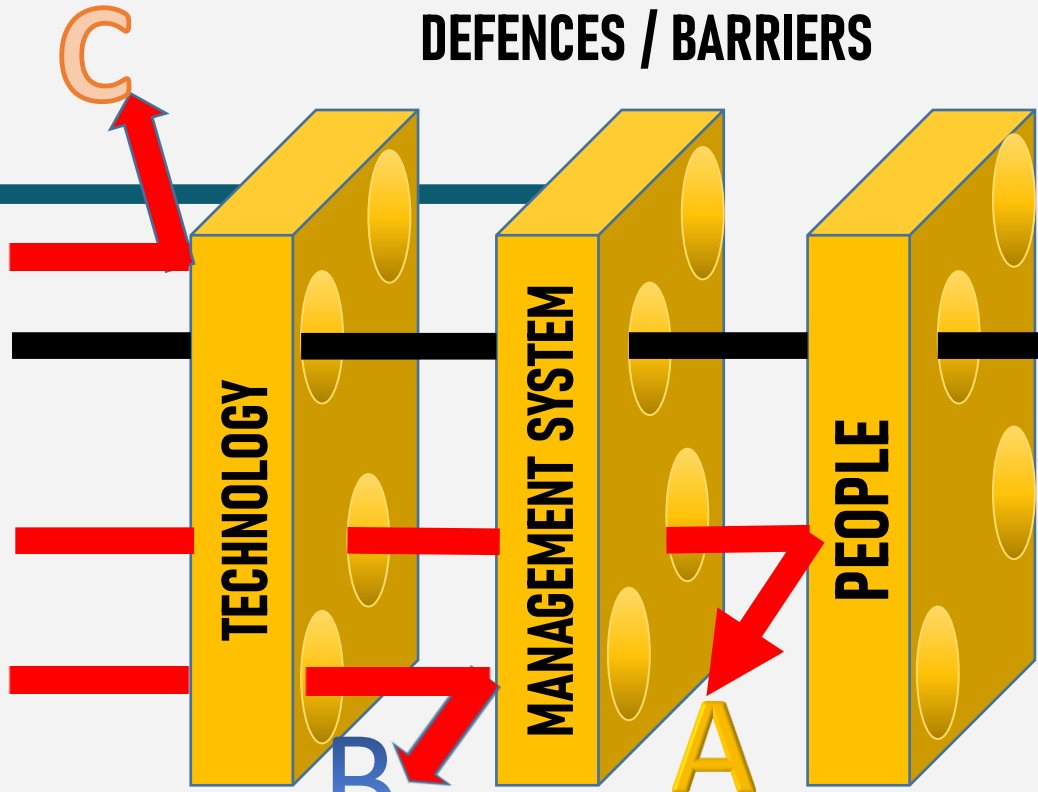 DEFENCES / BARRIERS
C
TECHNOLOGY
MANAGEMENT SYSTEM
PEOPLE
B
A